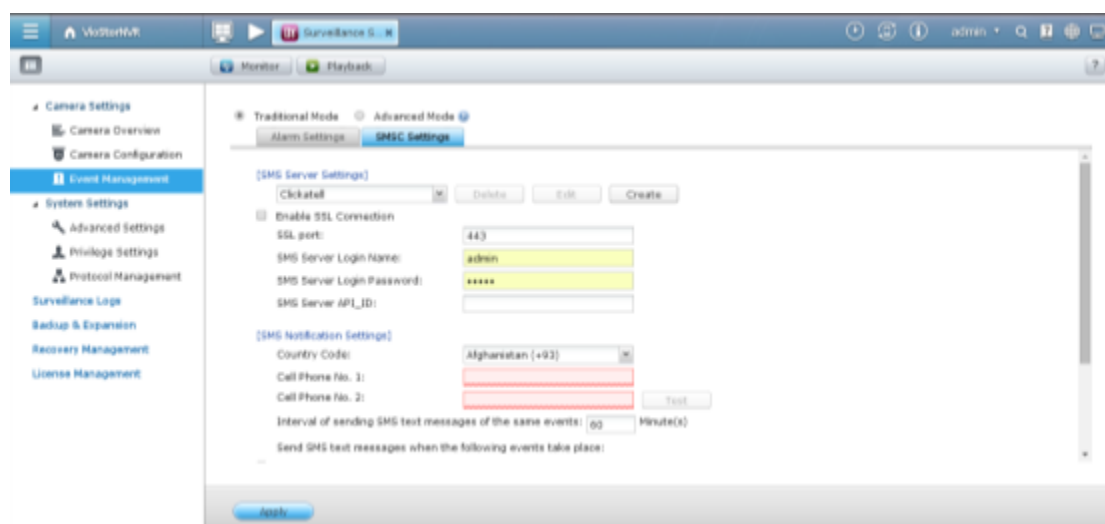 VioStorNVR
Surveillance S...
admin
Monitor
Playback
Camera Settings
Camera Overview
Camera Configuration
Event Management
System Settings
Advanced Settings
Privilege Settings
Protocol Management
Surveillance Logs
Backup & Expansion
Recovery Management
License Management
Traditional Mode Advanced Mode
Alarm Settings SMSC Settings
[SMS Server Settings]
Clickatell Delete Edit Create
Enable SSL Connection
SSL port: 443
SMS Server Login Name: admin
SMS Server Login Password: •••••
SMS Server API_ID:
[SMS Notification Settings]
Country Code: Afghanistan (+93)
Cell Phone No. 1:
Cell Phone No. 2: Test
Interval of sending SMS text messages of the same events: 60 Minute(s)
Send SMS text messages when the following events take place:
Apply